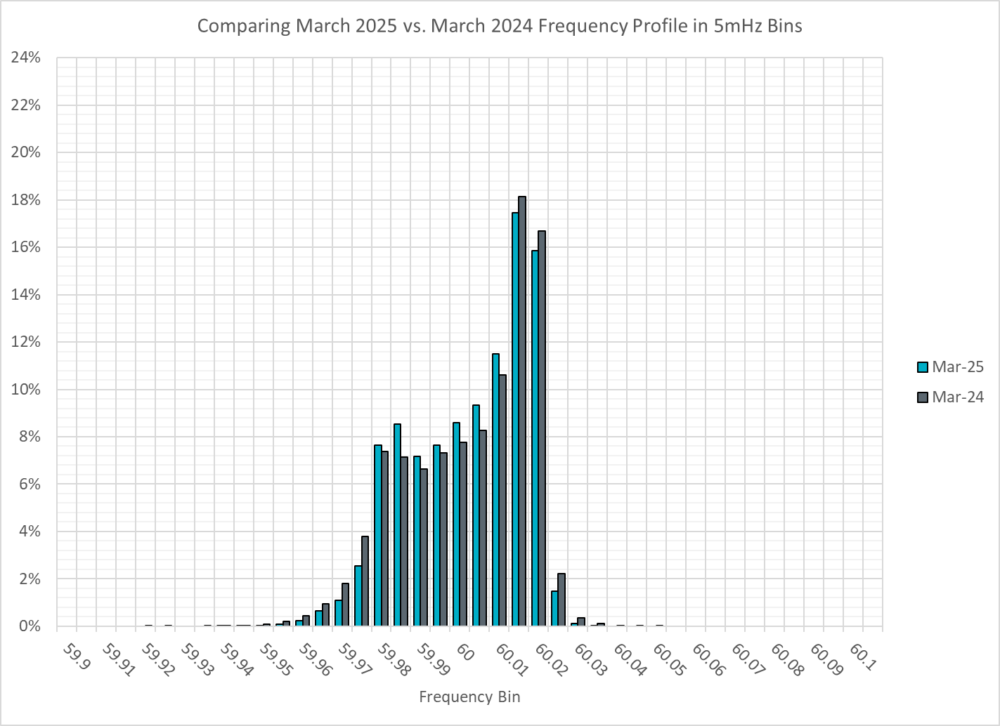 Comparing March 2025 vs. March 2024 Frequency Profile in 5mHz Bins
24%
22%
20%
18%
16%
14%
12%
10%
8%
6%
4%
2%
0%
Mar-25
Mar-24
59.9 59.91 59.92 59.93 59.94 59.95 59.96 59.97 59.98 59.99 60 60.01 60.02 60.03 60.04 60.05 60.06 60.07 60.08 60.09 60.1
Frequency Bin